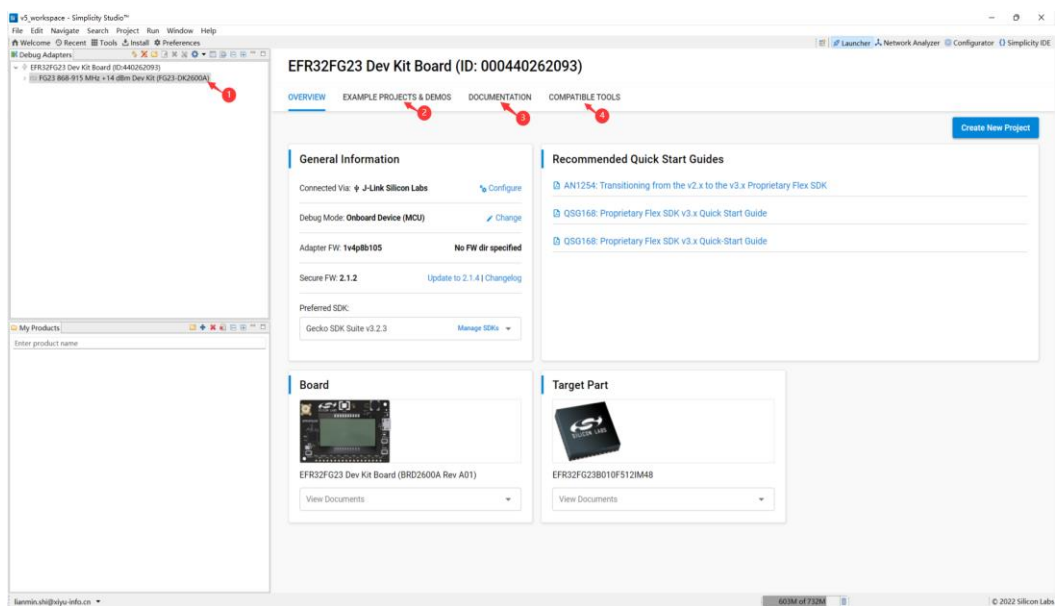 v5_workspace - Simplicity Studio™
File Edit Navigate Search Project Run Window Help
Welcome Recent Tools Install Preferences
Launcher Network Analyzer Configurator Simplicity IDE
Debug Adapters
EFR32FG23 Dev Kit Board (ID:440262093)
FG23 868-915 MHz +14 dBm Dev Kit (FG23-DK2600A)
1
EFR32FG23 Dev Kit Board (ID: 000440262093)
OVERVIEW EXAMPLE PROJECTS & DEMOS DOCUMENTATION COMPATIBLE TOOLS
2 3 4
Create New Project
General Information
Connected Via: J-Link Silicon Labs Configure
Debug Mode: Onboard Device (MCU) Change
Adapter FW: 1v4p8b105 No FW dir specified
Secure FW: 2.1.2 Update to 2.1.4 | Changelog
Preferred SDK:
Gecko SDK Suite v3.2.3 Manage SDKs
Recommended Quick Start Guides
AN1254: Transitioning from the v2.x to the v3.x Proprietary Flex SDK
QSG168: Proprietary Flex SDK v3.x Quick Start Guide
QSG168: Proprietary Flex SDK v3.x Quick-Start Guide
My Products
Enter product name
Board
EFR32FG23 Dev Kit Board (BRD2600A Rev A01)
View Documents
Target Part
SILICON LABS
EFR32FG23B010F512IM48
View Documents
lianmin.shi@xiyu-info.cn
603M of 732M
© 2022 Silicon Labs